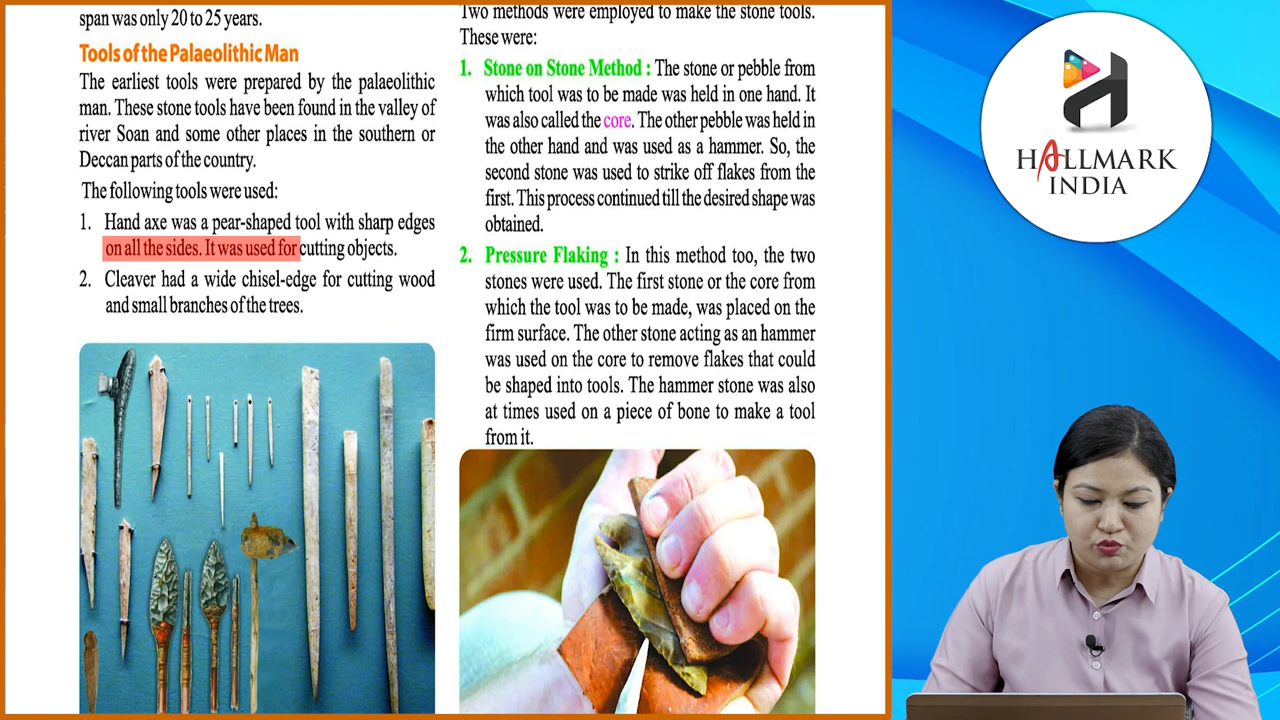 span was only 20 to 25 years.
Tools of the Palaeolithic Man
The earliest tools were prepared by the palaeolithic
man. These stone tools have been found in the valley of
river Soan and some other places in the southern or
Deccan parts of the country.
The following tools were used:
1. Hand axe was a pear-shaped tool with sharp edges
on all the sides. It was used for cutting objects.
2. Cleaver had a wide chisel-edge for cutting wood
and small branches of the trees.
Two methods were employed to make the stone tools.
These were:
1. Stone on Stone Method : The stone or pebble from
which tool was to be made was held in one hand. It
was also called the core. The other pebble was held in
the other hand and was used as a hammer. So, the
second stone was used to strike off flakes from the
first. This process continued till the desired shape was
obtained.
2. Pressure Flaking : In this method too, the two
stones were used. The first stone or the core from
which the tool was to be made, was placed on the
firm surface. The other stone acting as an hammer
was used on the core to remove flakes that could
be shaped into tools. The hammer stone was also
at times used on a piece of bone to make a tool
from it.
HALLMARK
INDIA